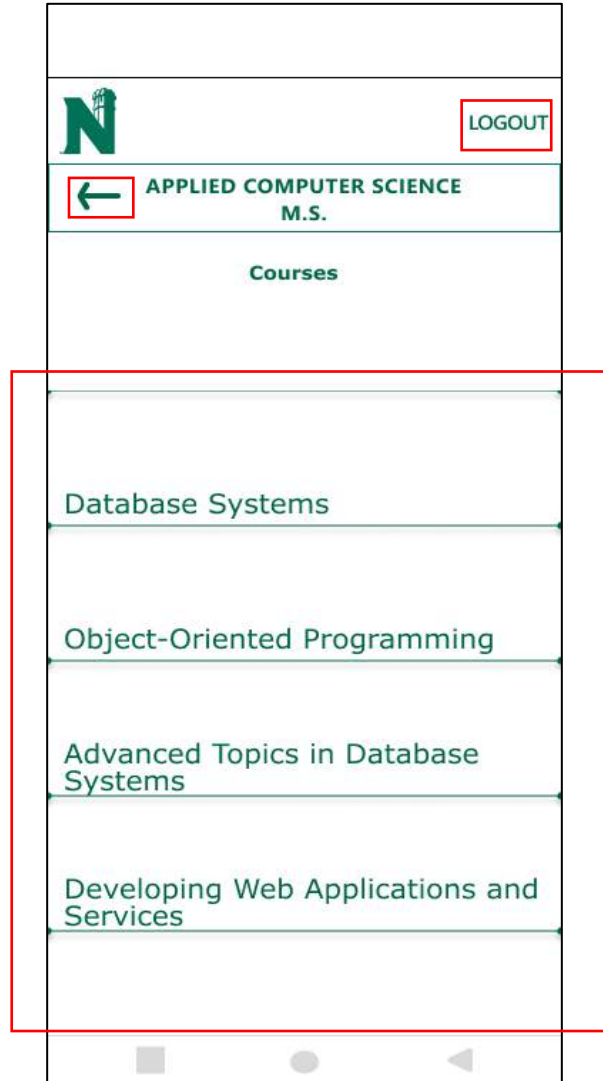 N
LOGOUT
APPLIED COMPUTER SCIENCE
M.S.
Courses
Database Systems
Object-Oriented Programming
Advanced Topics in Database
Systems
Developing Web Applications and
Services